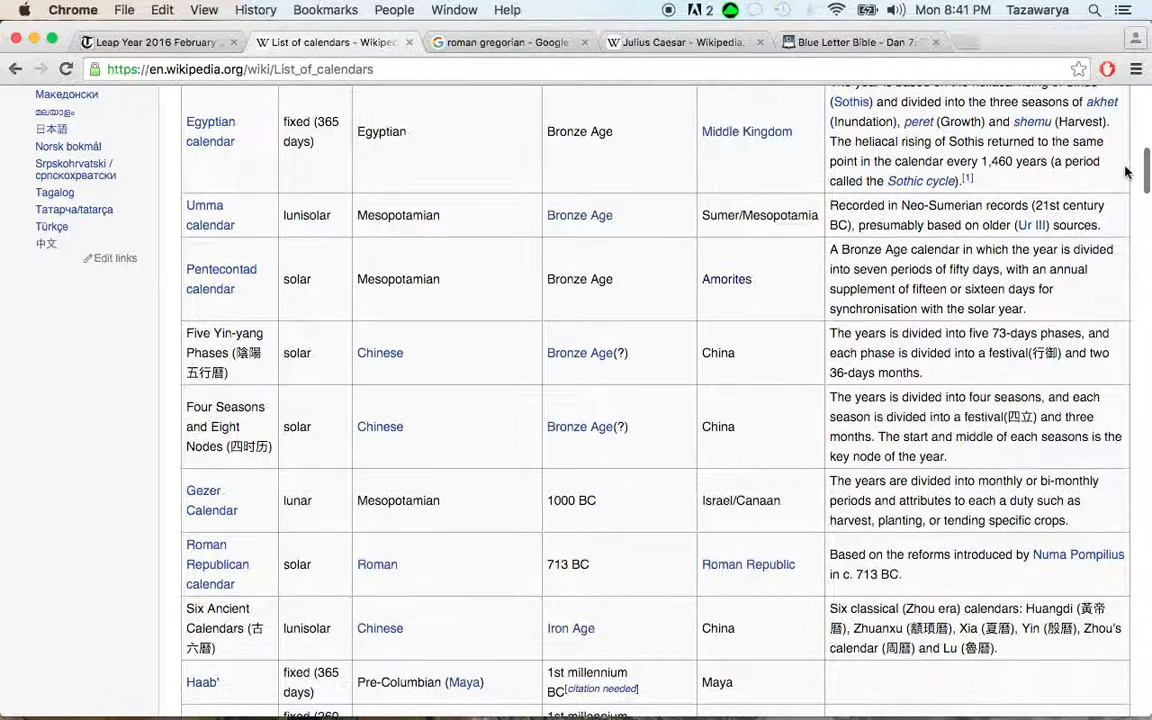 Chrome File Edit View History Bookmarks People Window Help 2 Mon 8:41 PM Tazawarya
Leap Year 2016 February × List of calendars - Wikipe × roman gregorian - Google × Julius Caesar - Wikipedia, × Blue Letter Bible - Dan 7: ×
https://en.wikipedia.org/wiki/List_of_calendars
Македонски
മലയാളം
日本語
Norsk bokmål
Srpskohrvatski /
српскохрватски
Tagalog
Татарча/tatarça
Türkçe
中文
Edit links
Egyptian
calendar
fixed (365
days)
Egyptian
Bronze Age
Middle Kingdom
(Sothis) and divided into the three seasons of akhet
(Inundation), peret (Growth) and shemu (Harvest).
The heliacal rising of Sothis returned to the same
point in the calendar every 1,460 years (a period
called the Sothic cycle).[1]
Umma
calendar
lunisolar
Mesopotamian
Bronze Age
Sumer/Mesopotamia
Recorded in Neo-Sumerian records (21st century
BC), presumably based on older (Ur III) sources.
Pentecontad
calendar
solar
Mesopotamian
Bronze Age
Amorites
A Bronze Age calendar in which the year is divided
into seven periods of fifty days, with an annual
supplement of fifteen or sixteen days for
synchronisation with the solar year.
Five Yin-yang
Phases (陰陽
五行曆)
solar
Chinese
Bronze Age(?)
China
The years is divided into five 73-days phases, and
each phase is divided into a festival(行御) and two
36-days months.
Four Seasons
and Eight
Nodes (四时历)
solar
Chinese
Bronze Age(?)
China
The years is divided into four seasons, and each
season is divided into a festival(四立) and three
months. The start and middle of each seasons is the
key node of the year.
Gezer
Calendar
lunar
Mesopotamian
1000 BC
Israel/Canaan
The years are divided into monthly or bi-monthly
periods and attributes to each a duty such as
harvest, planting, or tending specific crops.
Roman
Republican
calendar
solar
Roman
713 BC
Roman Republic
Based on the reforms introduced by Numa Pompilius
in c. 713 BC.
Six Ancient
Calendars (古
六曆)
lunisolar
Chinese
Iron Age
China
Six classical (Zhou era) calendars: Huangdi (黃帝
曆), Zhuanxu (顓頊曆), Xia (夏曆), Yin (殷曆), Zhou's
calendar (周曆) and Lu (魯曆).
Haab'
fixed (365
days)
Pre-Columbian (Maya)
1st millennium
BC[citation needed]
Maya